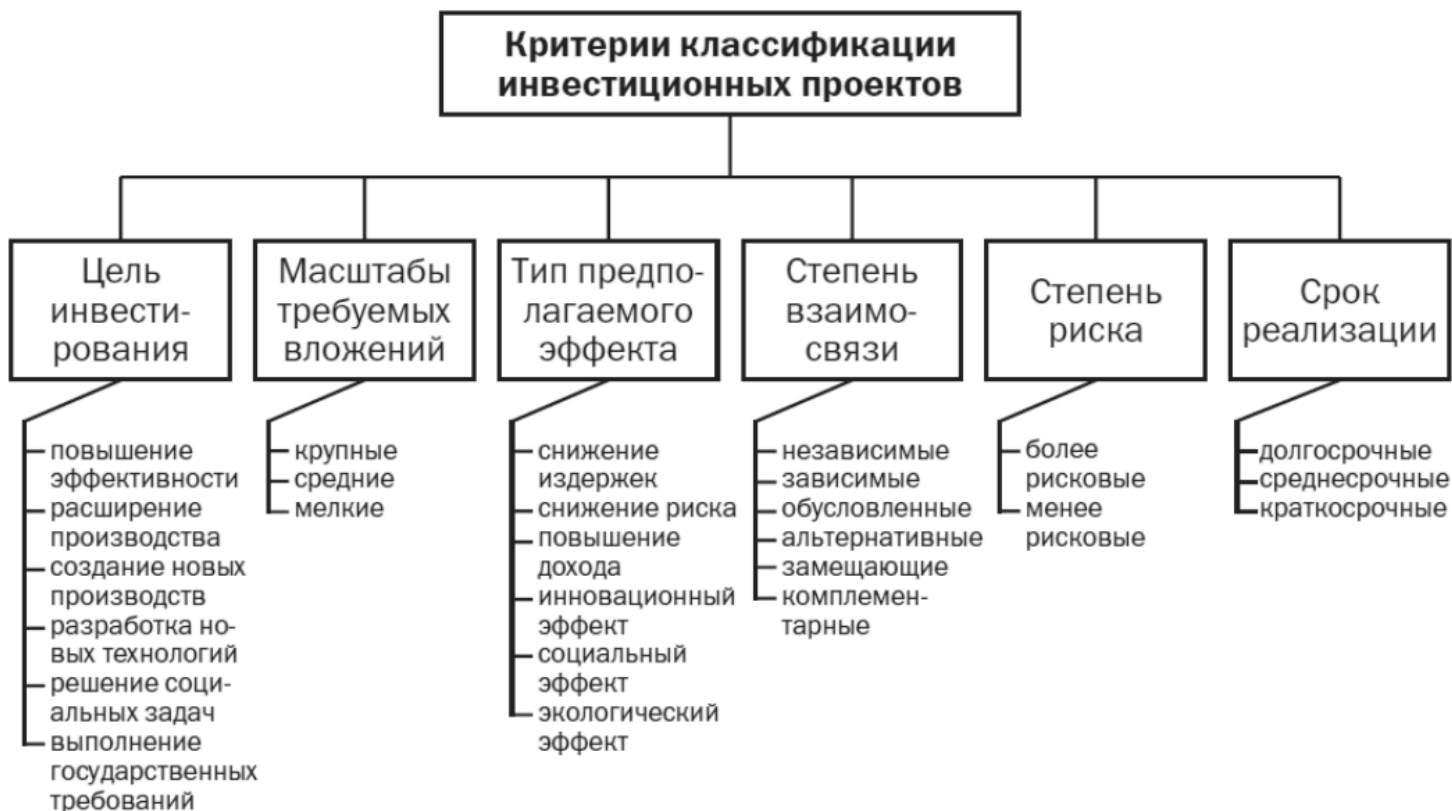 Критерии классификации
инвестиционных проектов
Цель
инвести-
рования
повышение
эффективности
расширение
производства
создание новых
производств
разработка но-
вых технологий
решение соци-
альных задач
выполнение
государственных
требований
Масштабы
требуемых
вложений
крупные
средние
мелкие
Тип предпо-
лагаемого
эффекта
снижение
издержек
снижение риска
повышение
дохода
инновационный
эффект
социальный
эффект
экологический
эффект
Степень
взаимо-
связи
независимые
зависимые
обусловленные
альтернативные
замещающие
комплемен-
тарные
Степень
риска
более
рисковые
менее
рисковые
Срок
реализации
долгосрочные
среднесрочные
краткосрочные